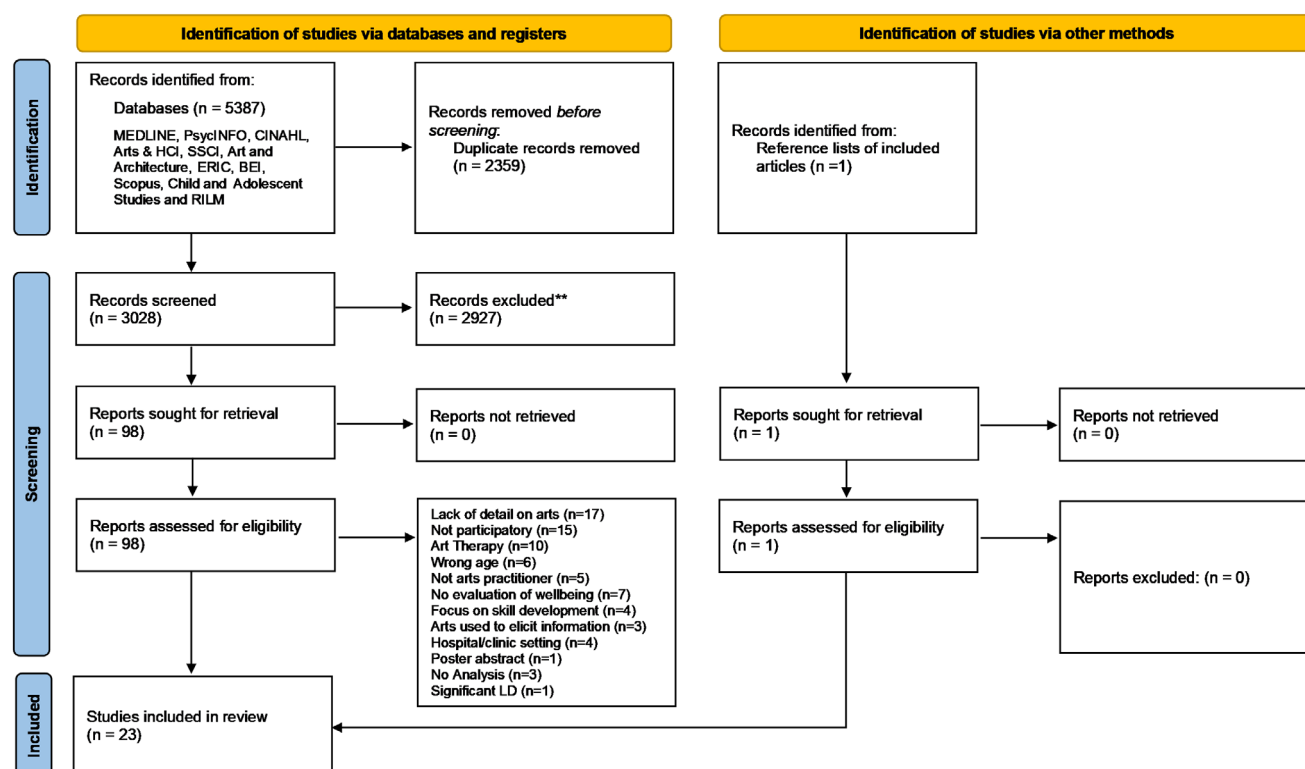 Identification of studies via databases and registers
Identification of studies via other methods
Identification
Records identified from:
Databases (n = 5387)
MEDLINE, PsycINFO, CINAHL,
Arts & HCI, SSCI, Art and
Architecture, ERIC, BEI,
Scopus, Child and Adolescent
Studies and RILM
Records removed before
screening:
Duplicate records removed
(n = 2359)
Records identified from:
Reference lists of included
articles (n =1)
Screening
Records screened
(n = 3028)
Records excluded**
(n = 2927)
Reports sought for retrieval
(n = 98)
Reports not retrieved
(n = 0)
Reports sought for retrieval
(n = 1)
Reports not retrieved
(n = 0)
Reports assessed for eligibility
(n = 98)
Lack of detail on arts (n=17)
Not participatory (n=15)
Art Therapy (n=10)
Wrong age (n=6)
Not arts practitioner (n=5)
No evaluation of wellbeing (n=7)
Focus on skill development (n=4)
Arts used to elicit information (n=3)
Hospital/clinic setting (n=4)
Poster abstract (n=1)
No Analysis (n=3)
Significant LD (n=1)
Reports assessed for eligibility
(n = 1)
Reports excluded: (n = 0)
Included
Studies included in review
(n = 23)